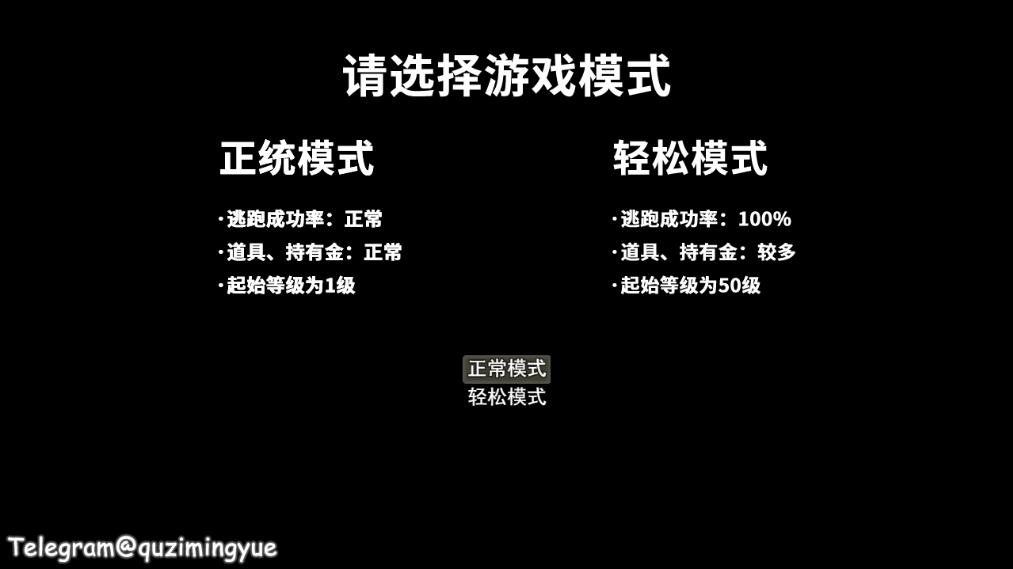 请选择游戏模式
正统模式
·逃跑成功率：正常
·道具、持有金：正常
·起始等级为1级
轻松模式
·逃跑成功率：100%
·道具、持有金：较多
·起始等级为50级
正常模式
轻松模式
Telegram@quzimingyue